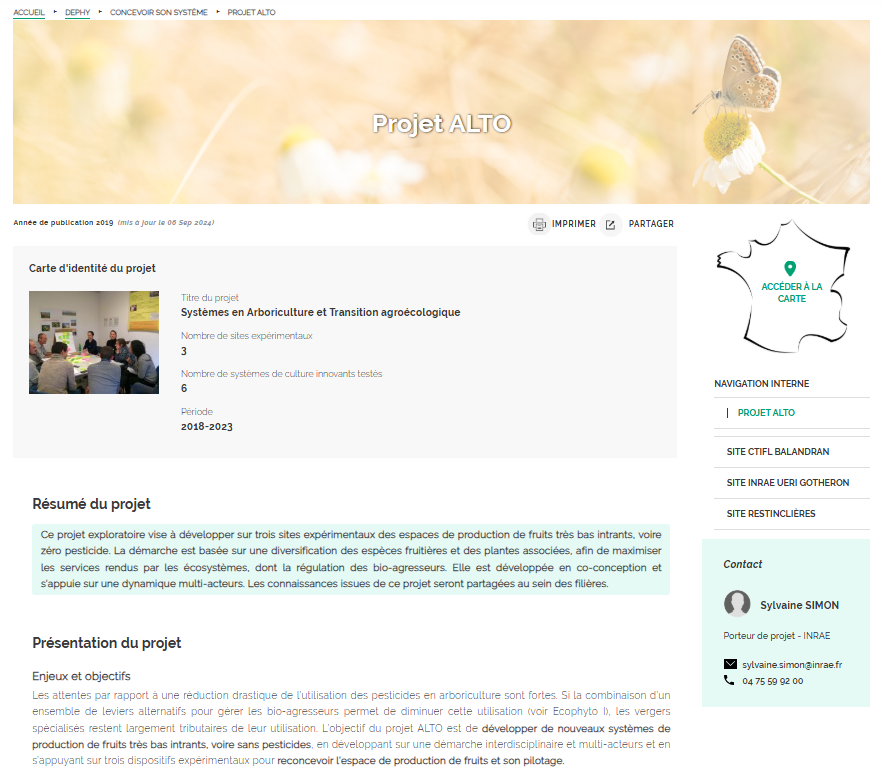 ACCUEIL ▸ DEPHY ▸ CONCEVOIR SON SYSTÈME ▸ PROJET ALTO
Projet ALTO
Année de publication 2019 (mis à jour le 06 Sep 2024)
IMPRIMER PARTAGER
Carte d'identité du projet
Titre du projet
Systèmes en Arboriculture et Transition agroécologique
Nombre de sites expérimentaux
3
Nombre de systèmes de culture innovants testés
6
Période
2018-2023
Résumé du projet
Ce projet exploratoire vise à développer sur trois sites expérimentaux des espaces de production de fruits très bas intrants, voire
zéro pesticide. La démarche est basée sur une diversification des espèces fruitières et des plantes associées, afin de maximiser
les services rendus par les écosystèmes, dont la régulation des bio-agresseurs. Elle est développée en co-conception et
s'appuie sur une dynamique multi-acteurs. Les connaissances issues de ce projet seront partagées au sein des filières.
Présentation du projet
Enjeux et objectifs
Les attentes par rapport à une réduction drastique de l'utilisation des pesticides en arboriculture sont fortes. Si la combinaison d'un
ensemble de leviers alternatifs pour gérer les bio-agresseurs permet de diminuer cette utilisation (voir Ecophyto I), les vergers
spécialisés restent largement tributaires de leur utilisation. L'objectif du projet ALTO est de développer de nouveaux systèmes de
production de fruits très bas intrants, voire sans pesticides, en développant sur une démarche interdisciplinaire et multi-acteurs et en
s'appuyant sur trois dispositifs expérimentaux pour reconcevoir l'espace de production de fruits et son pilotage.
ACCÉDER À LA
CARTE
NAVIGATION INTERNE
PROJET ALTO
SITE CTIFL BALANDRAN
SITE INRAE UERI GOTHERON
SITE RESTINCLIÈRES
Contact
Sylvaine SIMON
Porteur de projet - INRAE
sylvaine.simon@inrae.fr
04 75 59 92 00